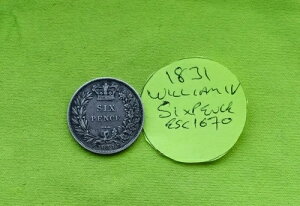 SIX
PENCE
1831
WILLIAM IV
SIXPENCE
ESC1670